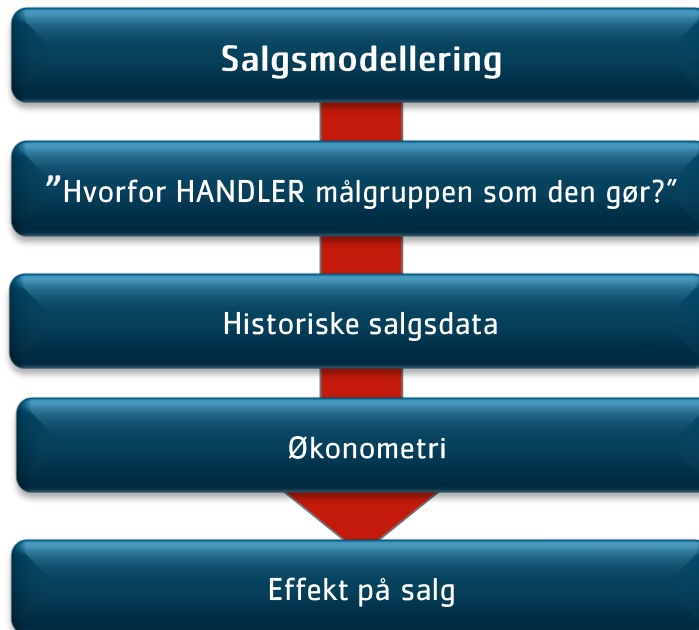 Salgsmodellering
”Hvorfor HANDLER målgruppen som den gør?”
Historiske salgsdata
Økonometri
Effekt på salg